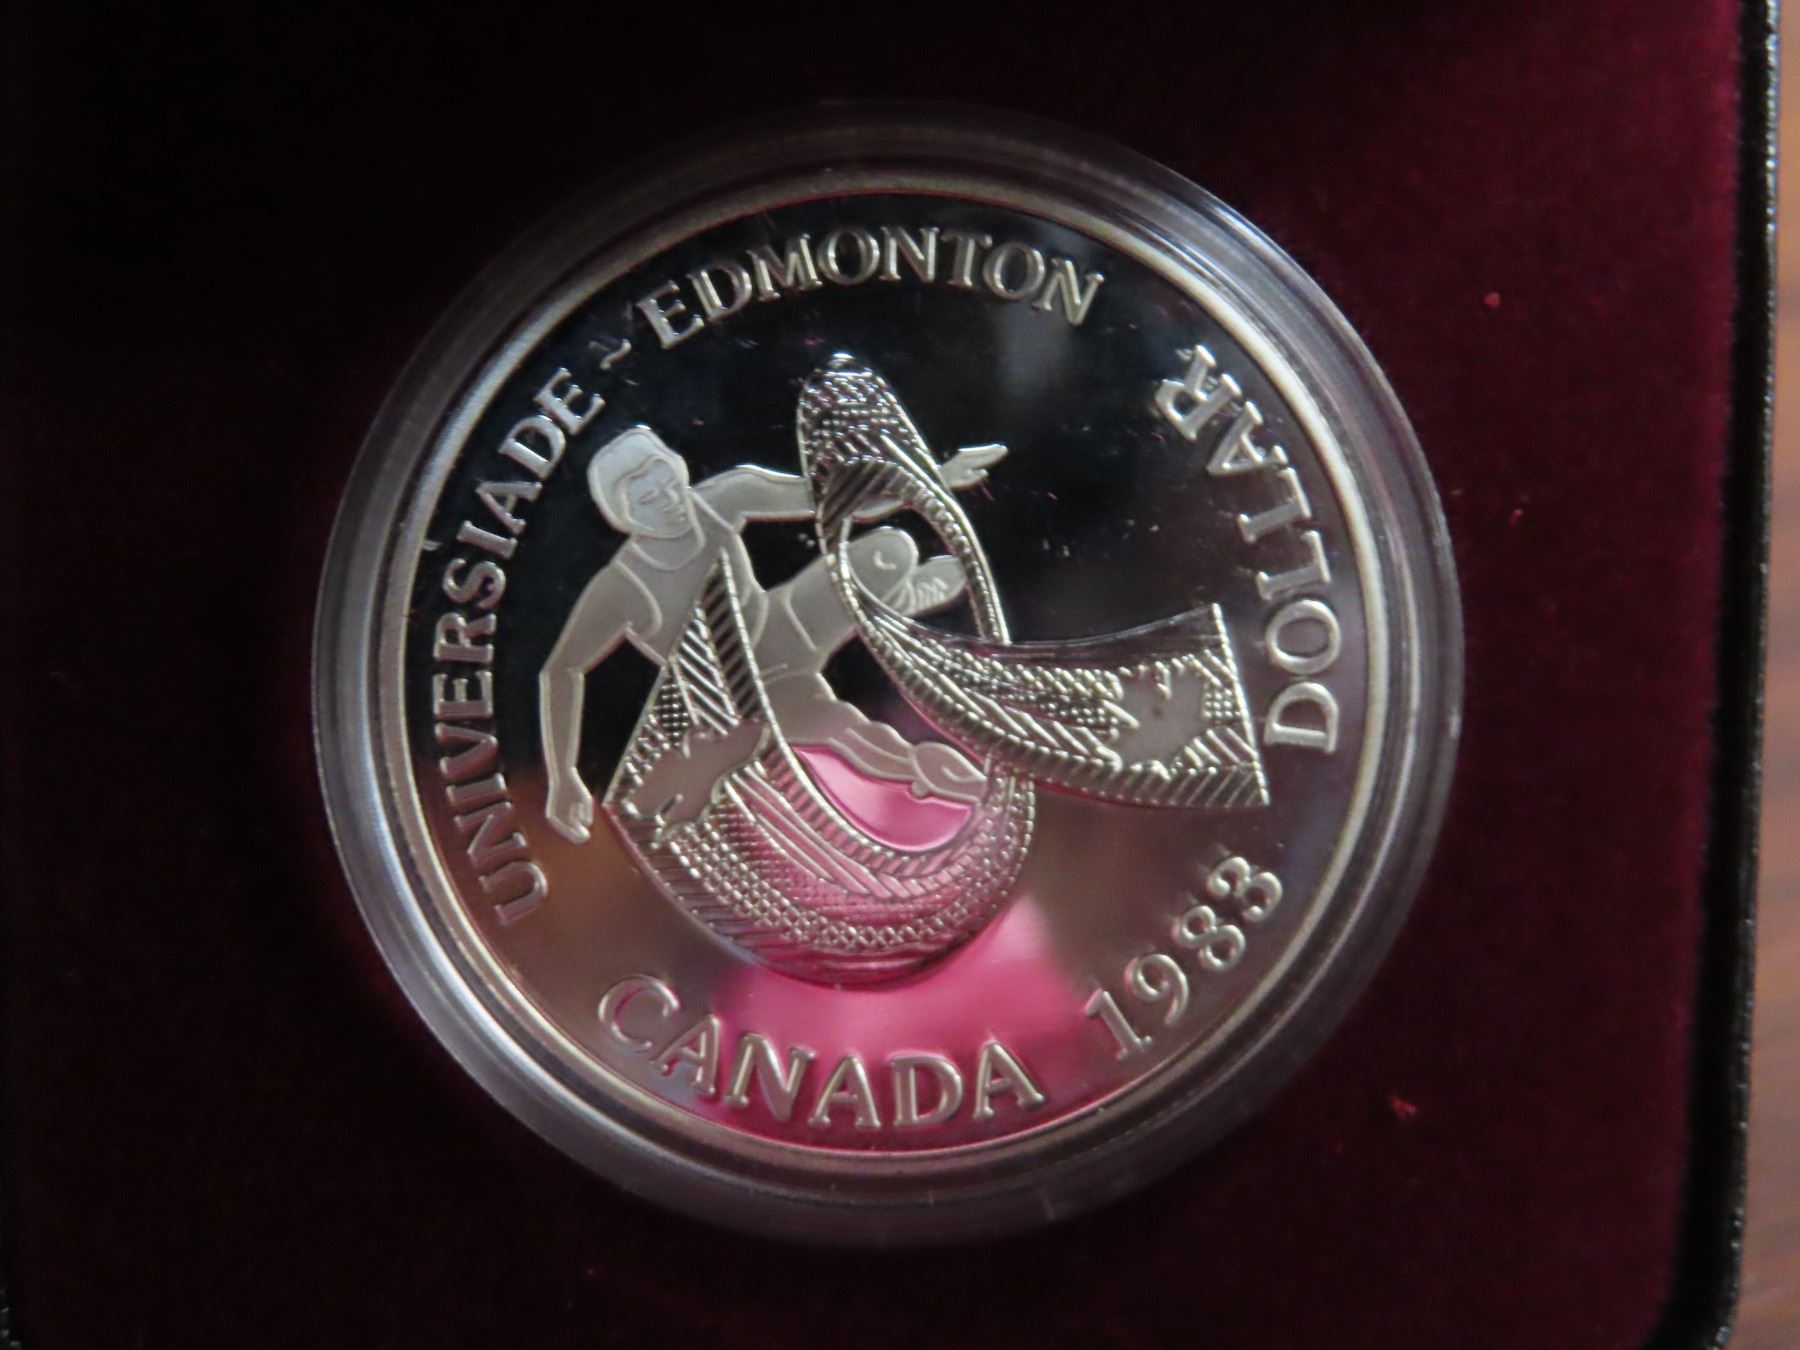 UNIVERSIADE ~ EDMONTON
DOLLAR
CANADA 1983